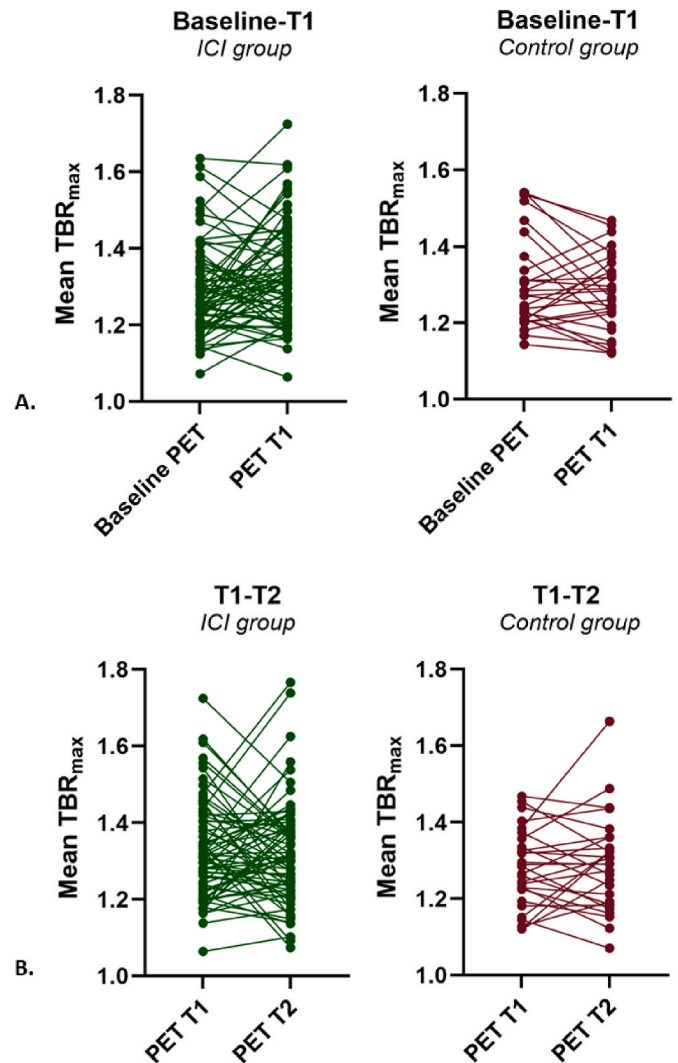 Baseline-T1
ICI group
Baseline-T1
Control group
Mean TBRmax
1.8
1.6
1.4
1.2
1.0
Baseline PET
PET T1
Mean TBRmax
1.8
1.6
1.4
1.2
1.0
Baseline PET
PET T1
A.
T1-T2
ICI group
T1-T2
Control group
Mean TBRmax
1.8
1.6
1.4
1.2
1.0
PET T1
PET T2
Mean TBRmax
1.8
1.6
1.4
1.2
1.0
PET T1
PET T2
B.